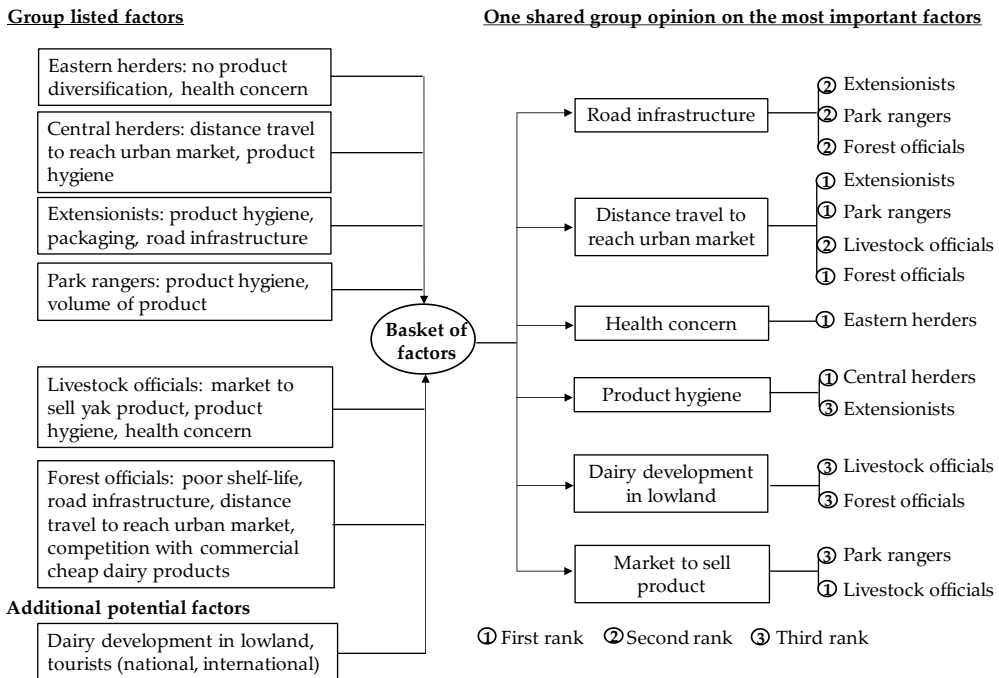 Group listed factors
Eastern herders: no product
diversification, health concern
Central herders: distance travel
to reach urban market, product
hygiene
Extensionists: product hygiene,
packaging, road infrastructure
Park rangers: product hygiene,
volume of product
Livestock officials: market to
sell yak product, product
hygiene, health concern
Forest officials: poor shelf-life,
road infrastructure, distance
travel to reach urban market,
competition with commercial
cheap dairy products
Additional potential factors
Dairy development in lowland,
tourists (national, international)
Basket of
factors
One shared group opinion on the most important factors
Road infrastructure
② Extensionists
② Park rangers
② Forest officials
Distance travel to
reach urban market
① Extensionists
① Park rangers
② Livestock officials
① Forest officials
Health concern
① Eastern herders
Product hygiene
① Central herders
③ Extensionists
Dairy development
in lowland
③ Livestock officials
③ Forest officials
Market to sell
product
③ Park rangers
① Livestock officials
① First rank ② Second rank ③ Third rank